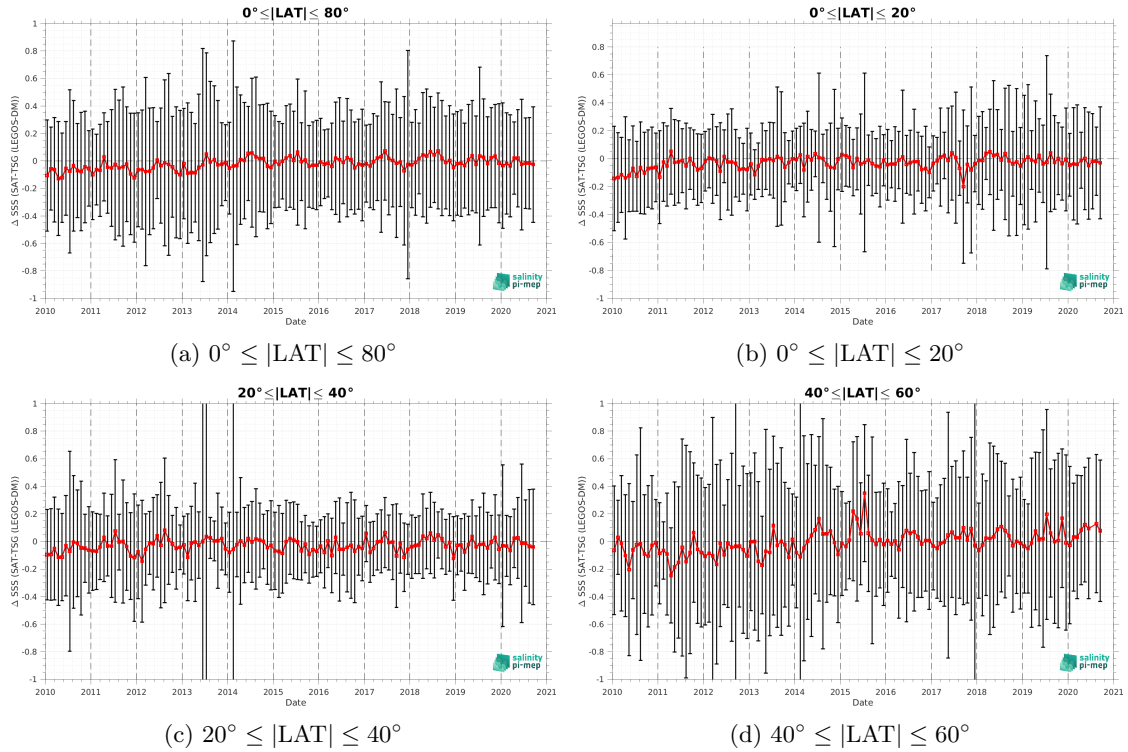 0°≤|LAT|≤ 80°
1
0.8
0.6
0.4
0.2
0
-0.2
-0.4
-0.6
-0.8
-1
Δ SSS (SAT-TSG (LEGOS-DM))
2010 2011 2012 2013 2014 2015 2016 2017 2018 2019 2020 2021
Date
salinity
pi-mep
(a) 0° ≤ |LAT| ≤ 80°
0°≤|LAT|≤ 20°
0.8
0.6
0.4
0.2
0
-0.2
-0.4
-0.6
-0.8
-1
Δ SSS (SAT-TSG (LEGOS-DM))
2010 2011 2012 2013 2014 2015 2016 2017 2018 2019 2020 2021
Date
salinity
pi-mep
(b) 0° ≤ |LAT| ≤ 20°
20°≤|LAT|≤ 40°
1
0.8
0.6
0.4
0.2
0
-0.2
-0.4
-0.6
-0.8
-1
Δ SSS (SAT-TSG (LEGOS-DM))
2010 2011 2012 2013 2014 2015 2016 2017 2018 2019 2020 2021
Date
salinity
pi-mep
(c) 20° ≤ |LAT| ≤ 40°
40°≤|LAT|≤ 60°
1
0.8
0.6
0.4
0.2
0
-0.2
-0.4
-0.6
-0.8
-1
Δ SSS (SAT-TSG (LEGOS-DM))
2010 2011 2012 2013 2014 2015 2016 2017 2018 2019 2020 2021
Date
salinity
pi-mep
(d) 40° ≤ |LAT| ≤ 60°